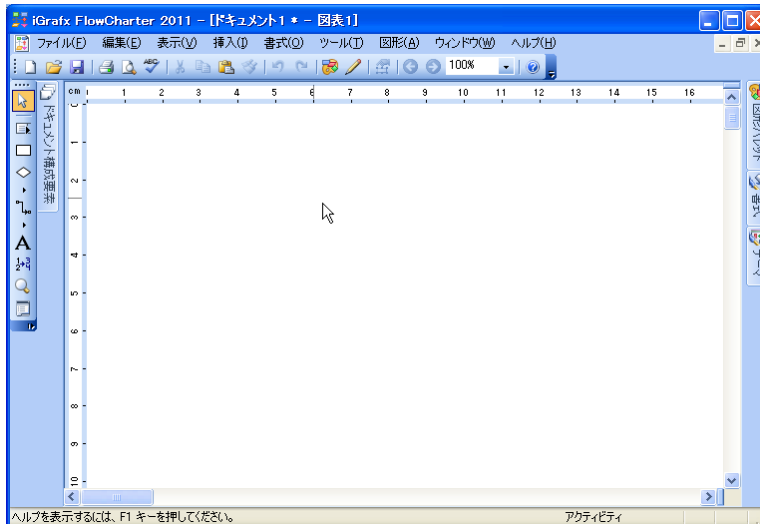 iGrafx FlowCharter 2011 - [ドキュメント1 * - 図表1]
ファイル(F) 編集(E) 表示(V) 挿入(I) 書式(O) ツール(T) 図形(A) ウィンドウ(W) ヘルプ(H)
ABC 100%
cm 1 2 3 4 5 6 7 8 9 10 11 12 13 14 15 16
ドキュメント構成要素
A
0
1
2
3
4
5
6
7
8
9
10
図形パレット
書式
テーマ
ヘルプを表示するには、F1 キーを押してください。 アクティビティ